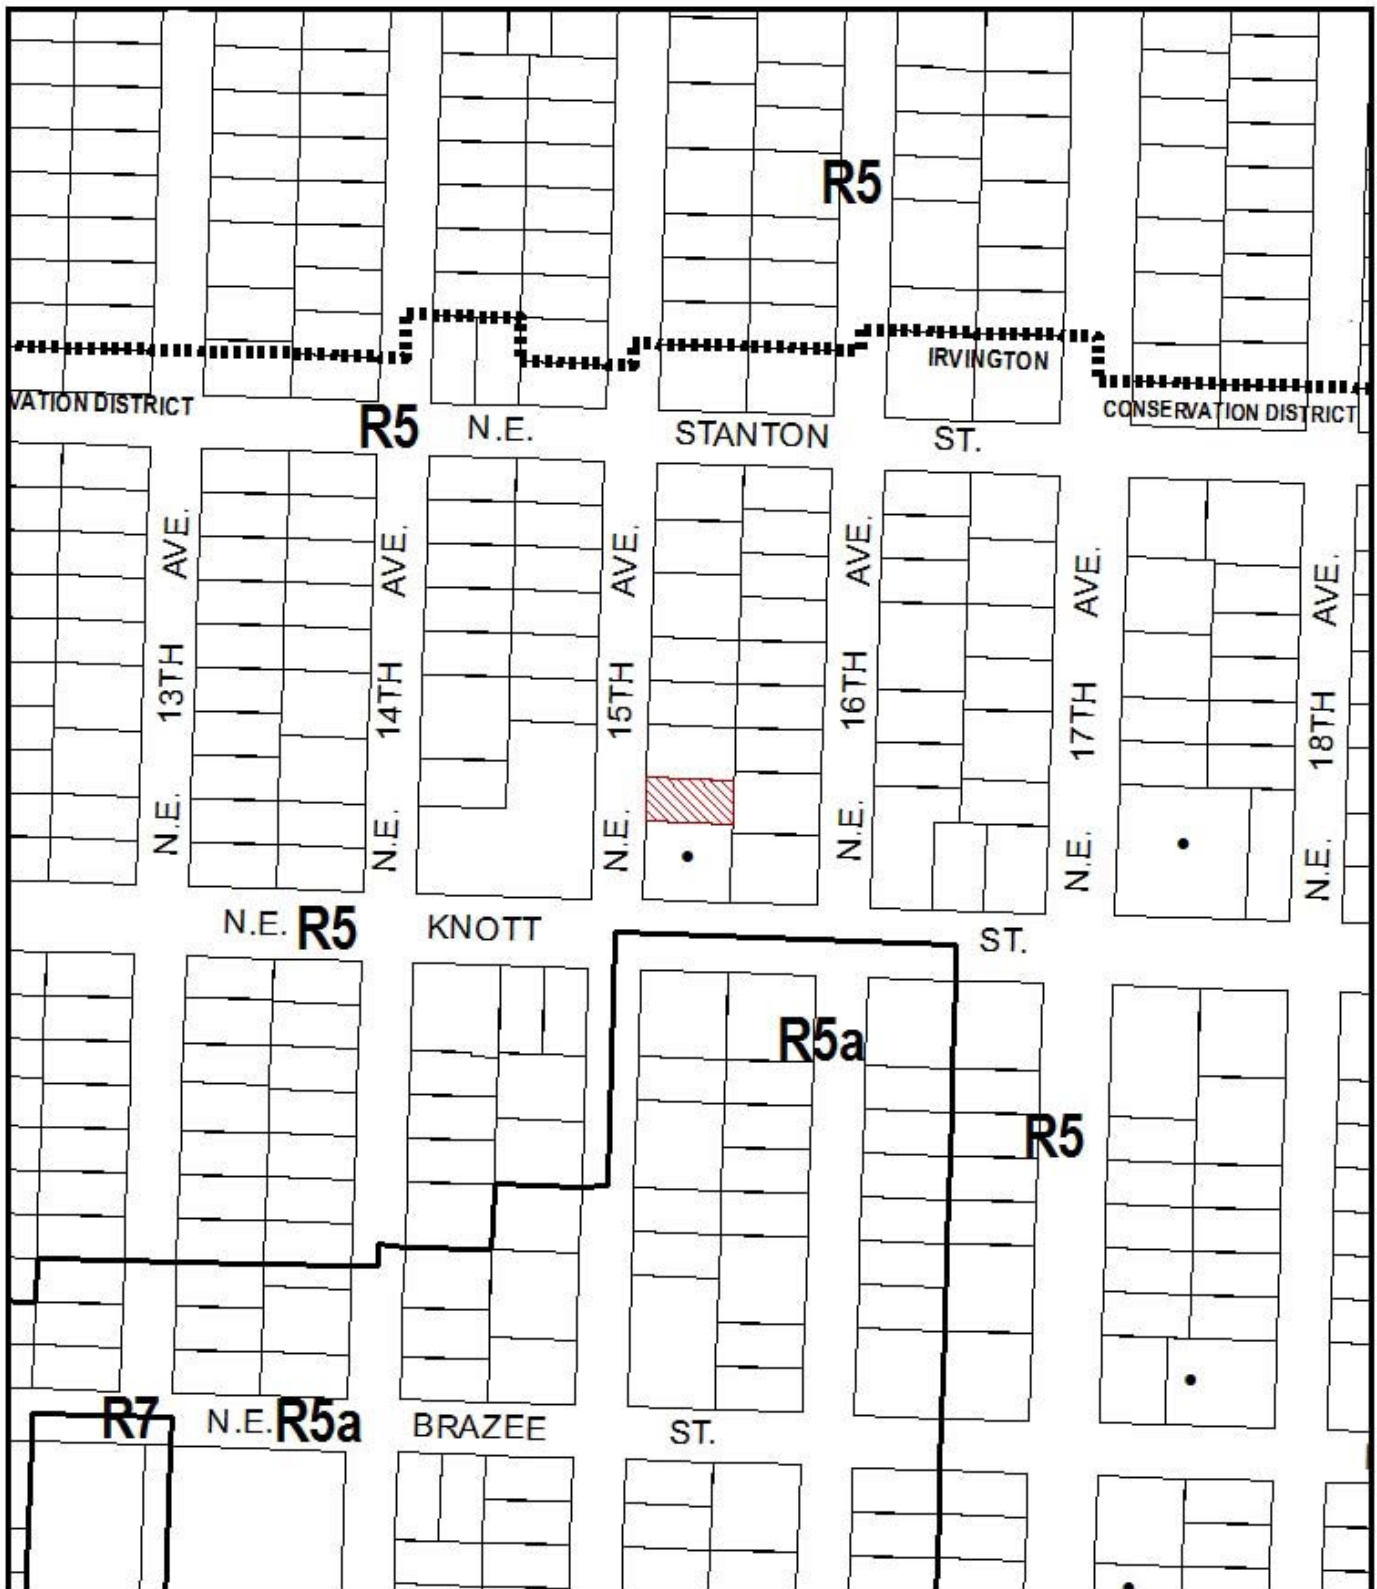 R5
IRVINGTON
VATION DISTRICT
CONSERVATION DISTRICT
R5
N.E. STANTON ST.
N.E. 13TH AVE.
N.E. 14TH AVE.
N.E. 15TH AVE.
N.E. 16TH AVE.
N.E. 17TH AVE.
N.E. 18TH AVE.
N.E. KNOTT ST.
R5
R5a
R5
R7
N.E. BRAZEE ST.
R5a